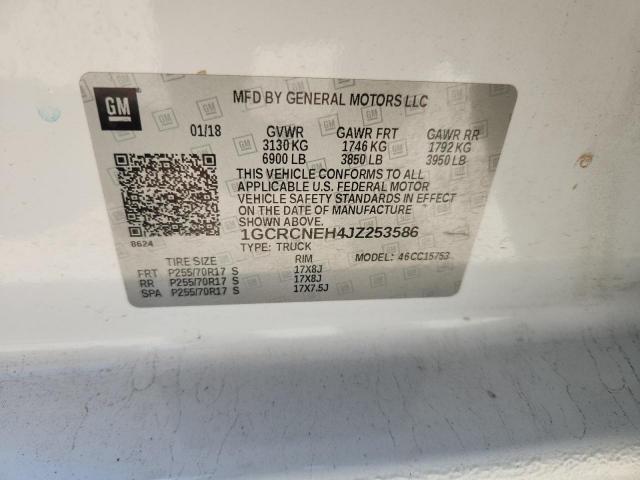 GM
MFD BY GENERAL MOTORS LLC
01/18 GVWR GAWR FRT GAWR RR
3130 KG 1746 KG 1792 KG
6900 LB 3850 LB 3950 LB
THIS VEHICLE CONFORMS TO ALL
APPLICABLE U.S. FEDERAL MOTOR
VEHICLE SAFETY STANDARDS IN EFFECT
ON THE DATE OF MANUFACTURE
SHOWN ABOVE.
1GCRCNEH4JZ253586
8624
TYPE: TRUCK MODEL: 46CC15753
TIRE SIZE RIM
FRT P255/70R17 S 17X8J
RR P255/70R17 S 17X8J
SPA P255/70R17 S 17X7.5J